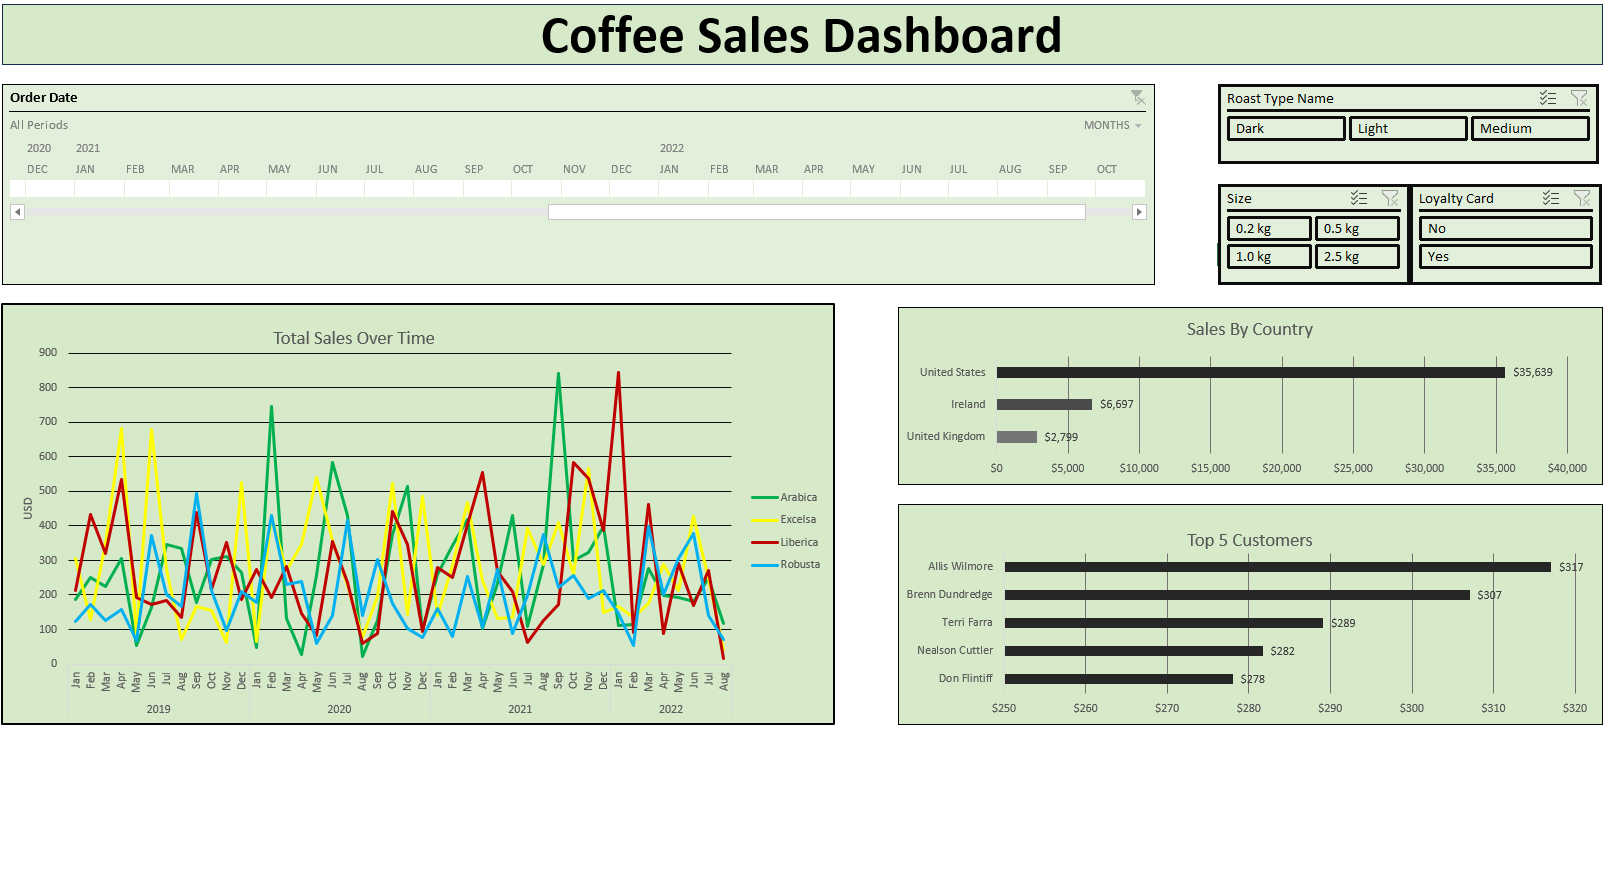 Coffee Sales Dashboard
Order Date
All Periods
MONTHS
2020 2021 2022
DEC JAN FEB MAR APR MAY JUN JUL AUG SEP OCT NOV DEC JAN FEB MAR APR MAY JUN JUL AUG SEP OCT
Roast Type Name
Dark Light Medium
Size
0.2 kg 0.5 kg
1.0 kg 2.5 kg
Loyalty Card
No
Yes
Total Sales Over Time
900
800
700
600
500
400
300
200
100
0
USD
Jan Feb Mar Apr May Jun Jul Aug Sep Oct Nov Dec Jan Feb Mar Apr May Jun Jul Aug Sep Oct Nov Dec Jan Feb Mar Apr May Jun Jul Aug Sep Oct Nov Dec Jan Feb Mar Apr May Jun Jul Aug
2019 2020 2021 2022
Arabica
Excelsa
Liberica
Robusta
Sales By Country
United States $35,639
Ireland $6,697
United Kingdom $2,799
$0 $5,000 $10,000 $15,000 $20,000 $25,000 $30,000 $35,000 $40,000
Top 5 Customers
Allis Wilmore $317
Brenn Dundredge $307
Terri Farra $289
Nealson Cuttler $282
Don Flintiff $278
$250 $260 $270 $280 $290 $300 $310 $320